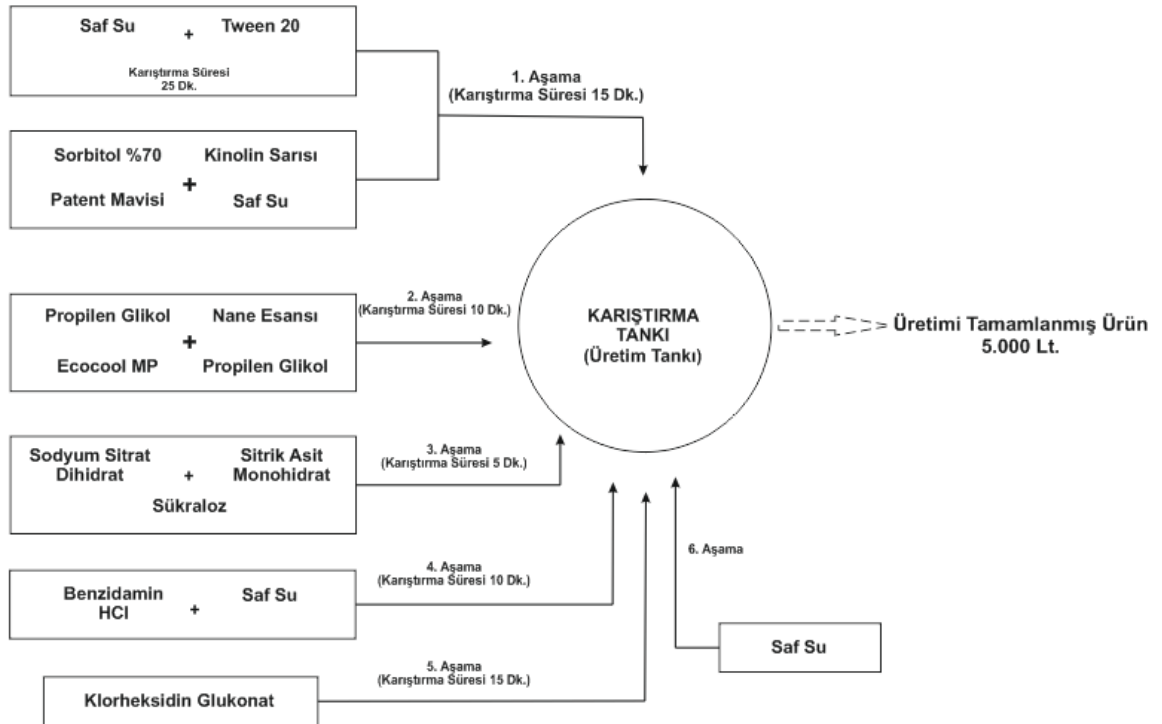 Saf Su + Tween 20
Karıştırma Süresi
25 Dk.
1. Aşama
(Karıştırma Süresi 15 Dk.)
Sorbitol %70 Kinolin Sarısı
+
Patent Mavisi Saf Su
2. Aşama
(Karıştırma Süresi 10 Dk.)
Propilen Glikol Nane Esansı
+
Ecocool MP Propilen Glikol
KARIŞTIRMA
TANKI
(Üretim Tankı)
Üretimi Tamamlanmış Ürün
5.000 Lt.
Sodyum Sitrat Sitrik Asit
Dihidrat + Monohidrat
Sükraloz
3. Aşama
(Karıştırma Süresi 5 Dk.)
Benzidamin Saf Su
HCl +
4. Aşama
(Karıştırma Süresi 10 Dk.)
Klorheksidin Glukonat
5. Aşama
(Karıştırma Süresi 15 Dk.)
6. Aşama
Saf Su